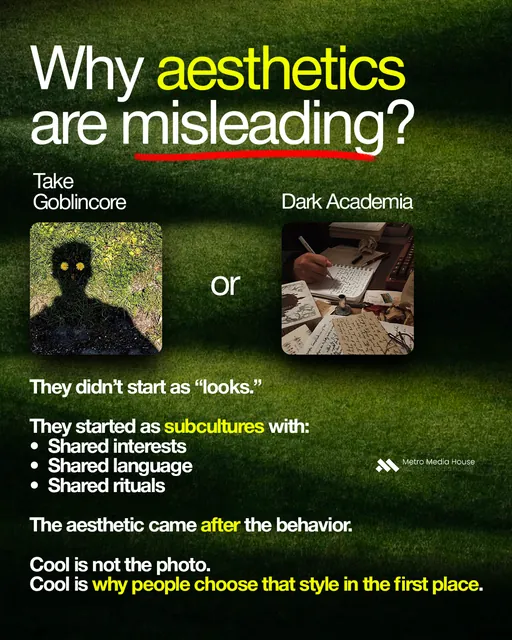 Why aesthetics
are misleading?
Take
Goblincore
Dark Academia
or
They didn't start as “looks.”
They started as subcultures with:
• Shared interests
• Shared language
• Shared rituals
Metro Media House
The aesthetic came after the behavior.
Cool is not the photo.
Cool is why people choose that style in the first place.